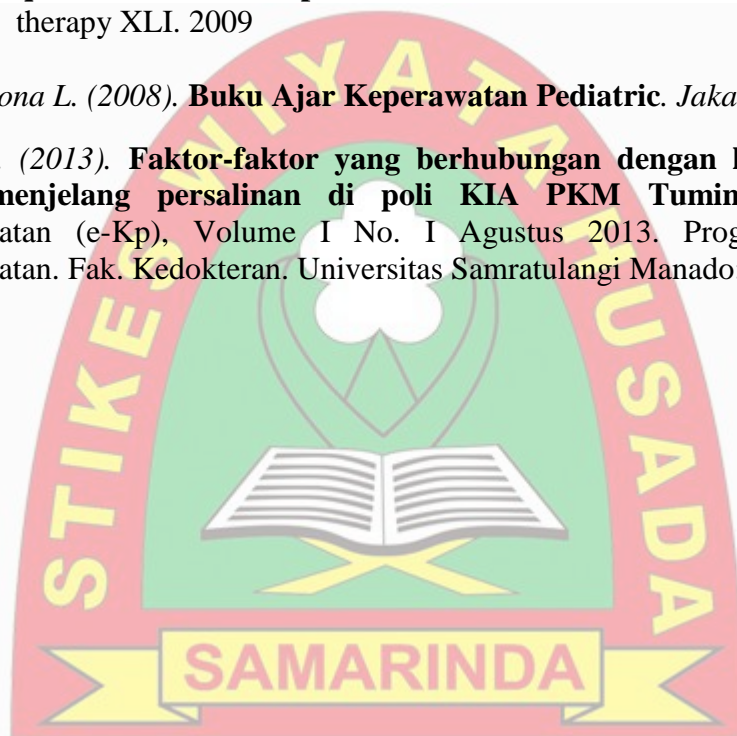 therapy XLI. 2009
ona L. (2008). Buku Ajar Keperawatan Pediatric. Jaka
(2013). Faktor-faktor yang berhubungan dengan
menjelang persalinan di poli KIA PKM Tumin
atan (e-Kp), Volume I No. I Agustus 2013. Prog
atan. Fak. Kedokteran. Universitas Samratulangi Manado
STIKES WIYATA HUSADA
SAMARINDA